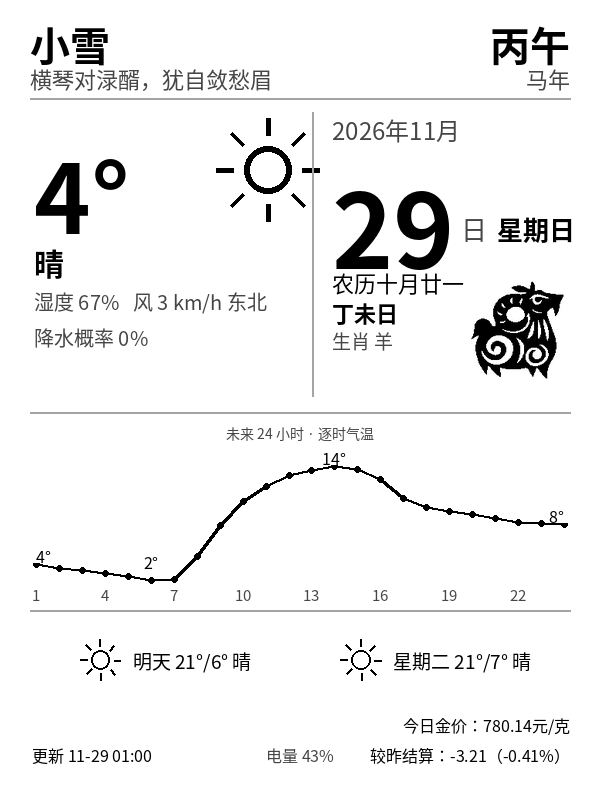 小雪
丙午
横琴对渌醑，犹自敛愁眉
马年
4°
晴
湿度 67% 风 3 km/h 东北
降水概率 0%
2026年11月
29 日 星期日
农历十月廿一
丁未日
生肖 羊
未来 24 小时 · 逐时气温
4°
2°
14°
8°
1 4 7 10 13 16 19 22
明天 21°/6° 晴
星期二 21°/7° 晴
今日金价：780.14元/克
更新 11-29 01:00
电量 43%
较昨结算：-3.21（-0.41%）